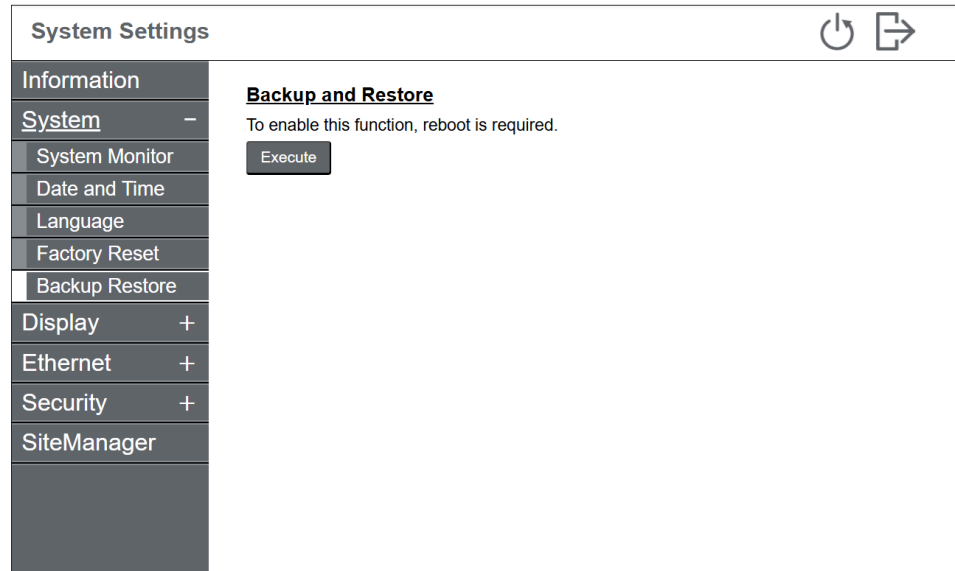 System Settings
Information
System −
System Monitor
Date and Time
Language
Factory Reset
Backup Restore
Display +
Ethernet +
Security +
SiteManager
Backup and Restore
To enable this function, reboot is required.
Execute